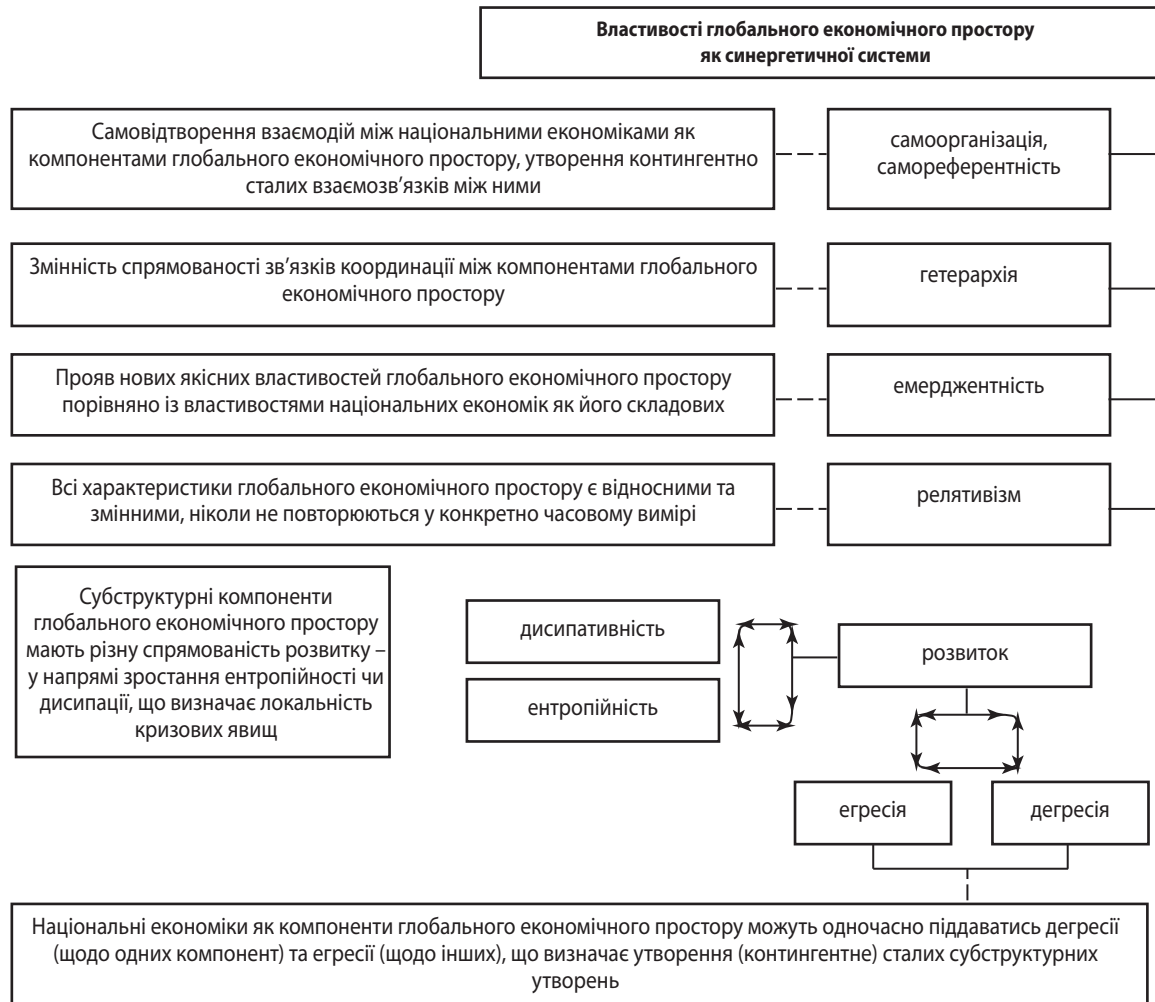 Властивості глобального економічного простору
як синергетичної системи
Самовідтворення взаємодій між національними економіками як
компонентами глобального економічного простору, утворення контингентно
сталих взаємозв'язків між ними
самоорганізація,
самореферентність
Змінність спрямованості зв'язків координації між компонентами глобального
економічного простору
гетерархія
Прояв нових якісних властивостей глобального економічного простору
порівняно із властивостями національних економік як його складових
емерджентність
Всі характеристики глобального економічного простору є відносними та
змінними, ніколи не повторюються у конкретно часовому вимірі
релятивізм
Субструктурні компоненти
глобального економічного простору
мають різну спрямованість розвитку –
у напрямі зростання ентропійності чи
дисипації, що визначає локальність
кризових явищ
дисипативність
ентропійність
розвиток
егресія
дегресія
Національні економіки як компоненти глобального економічного простору можуть одночасно піддаватись дегресії
(щодо одних компонент) та егресії (щодо інших), що визначає утворення (контингентне) сталих субструктурних
утворень